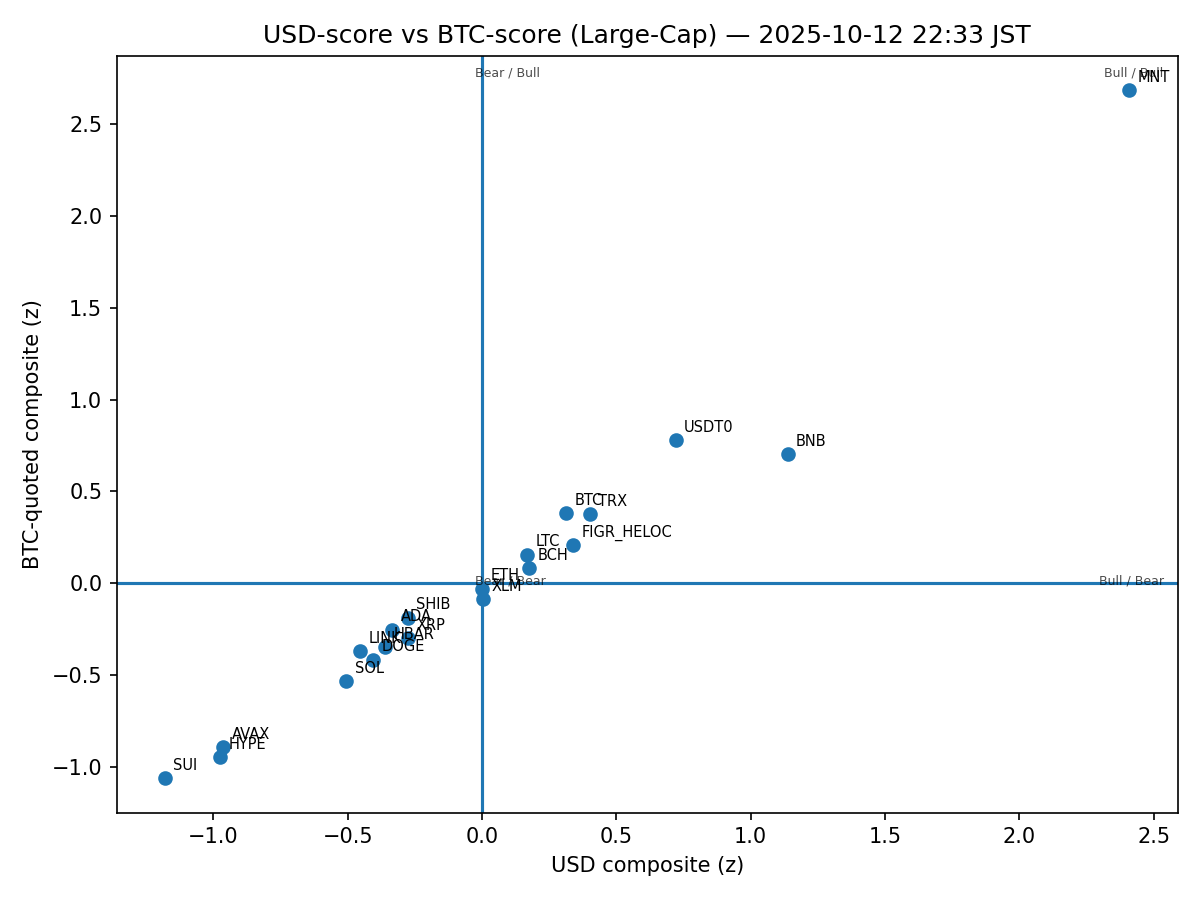 USD-score vs BTC-score (Large-Cap) — 2025-10-12 22:33 JST
Bear / Bull
Bull / Bull
MNT
2.5
2.0
1.5
1.0
0.5
0.0
−0.5
−1.0
BTC-quoted composite (z)
USDT0
BNB
BTC
TRX
FIGR_HELOC
LTC
BCH
ETH
Bear / Bear
Bull / Bear
XLM
SHIB
ADA
XRP
HBAR
LINK
DOGE
SOL
AVAX
HYPE
SUI
−1.0
−0.5
0.0
0.5
1.0
1.5
2.0
2.5
USD composite (z)